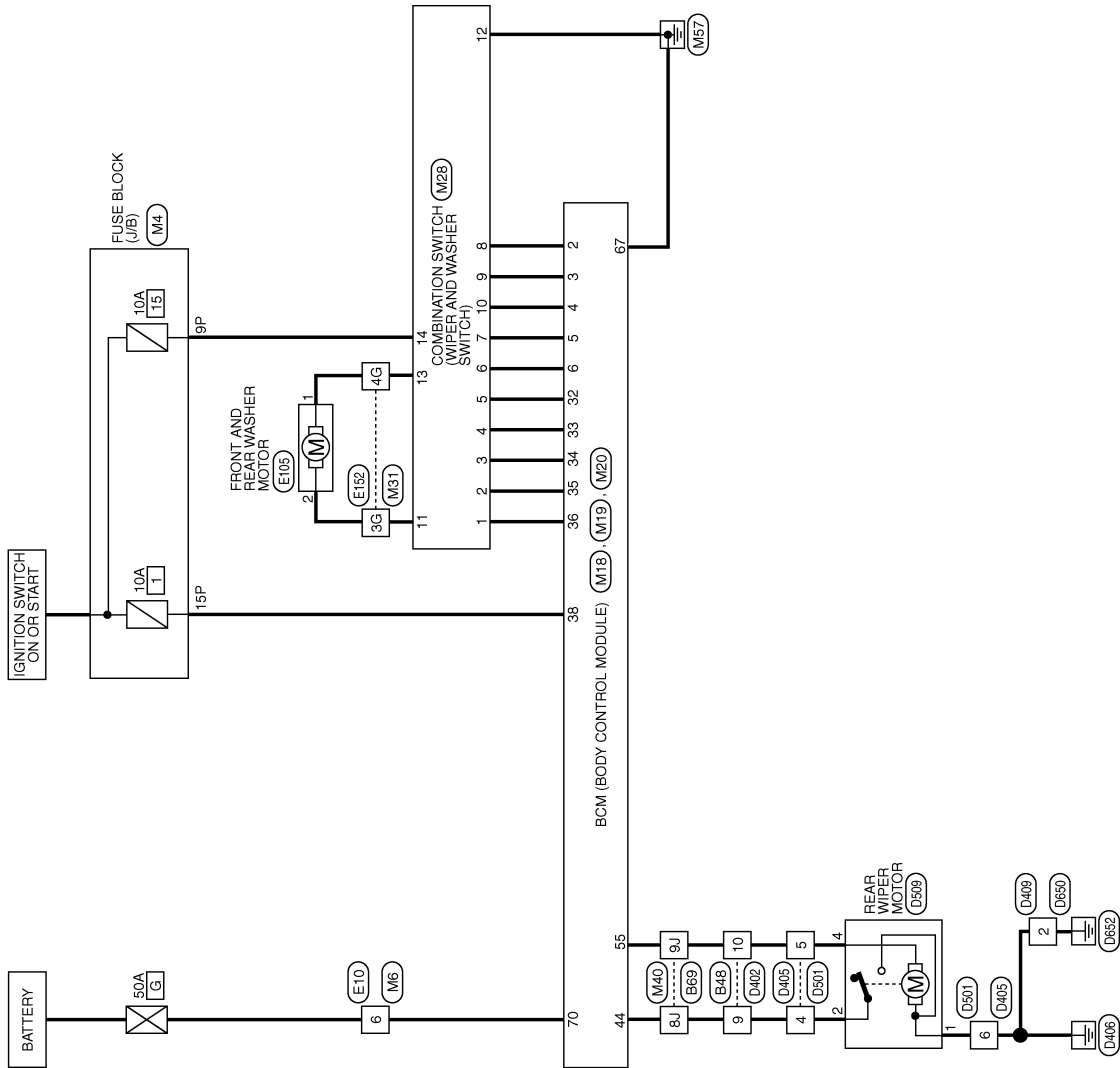 BATTERY
50A
G
E10
M6
6
70
IGNITION SWITCH
ON OR START
FUSE BLOCK
(J/B)
M4
10A
1
15P
10A
15
9P
38
FRONT AND
REAR WASHER
MOTOR
E105
2
M
1
E152
M31
3G
4G
11
13
14
12
COMBINATION SWITCH
(WIPER AND WASHER
SWITCH)
M28
1
2
3
4
5
6
7
10
9
8
36
35
34
33
32
6
5
4
3
2
M57
67
BCM (BODY CONTROL MODULE)
M18 , M19 , M20
44
55
8J
M40
B69
9J
9
B48
D402
10
4
D405
D501
5
2
4
REAR
WIPER
MOTOR
D509
M
1
6
D501
D405
D406
2
D409
D650
D652